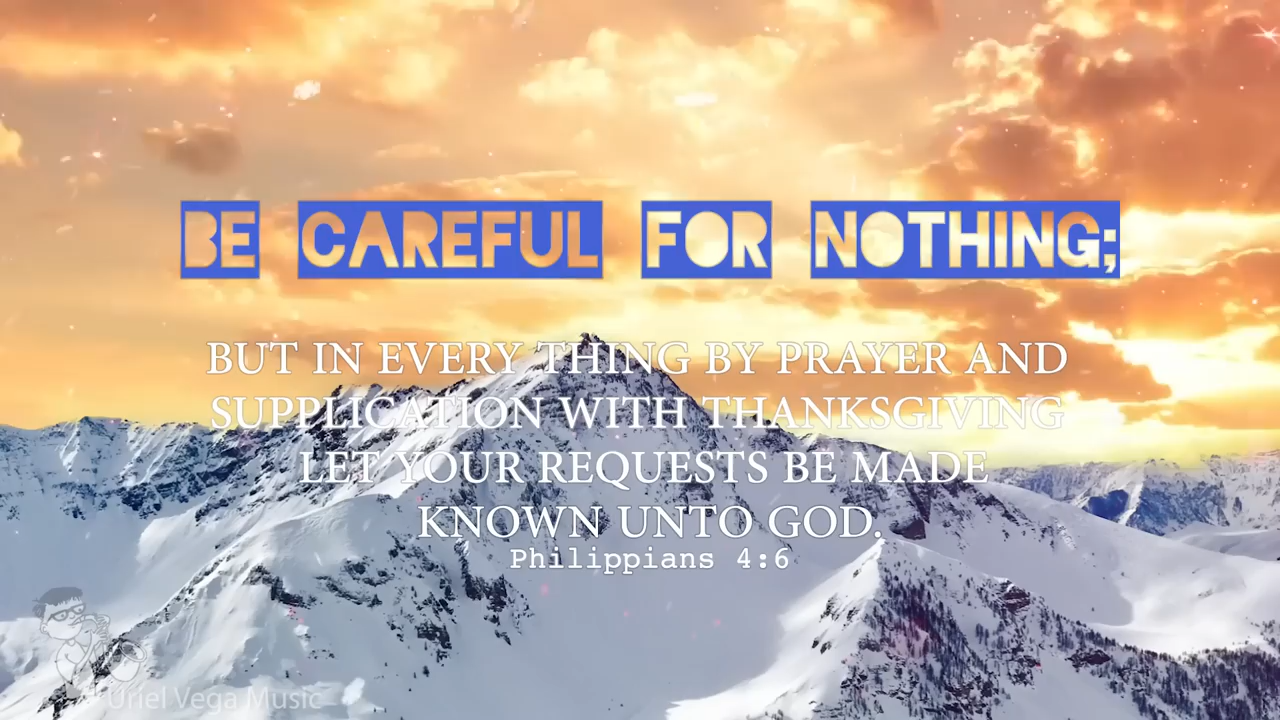 BE CAREFUL FOR NOTHING;
BUT IN EVERY THING BY PRAYER AND
SUPPLICATION WITH THANKSGIVING
LET YOUR REQUESTS BE MADE
KNOWN UNTO GOD.
Philippians 4:6
Uriel Vega Music